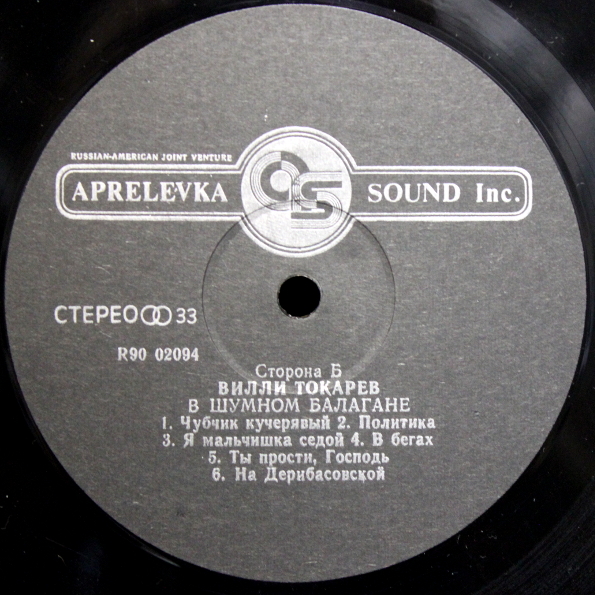 RUSSIAN-AMERICAN JOINT VENTURE
APRELEVKA SOUND Inc.
СТЕРЕО 33
R90 02094
Сторона Б
ВИЛЛИ ТОКАРЕВ
В ШУМНОМ БАЛАГАНЕ
1. Чубчик кучерявый 2. Политика
3. Я мальчишка седой 4. В бегах
5. Ты прости, Господь
6. На Дерибасовской